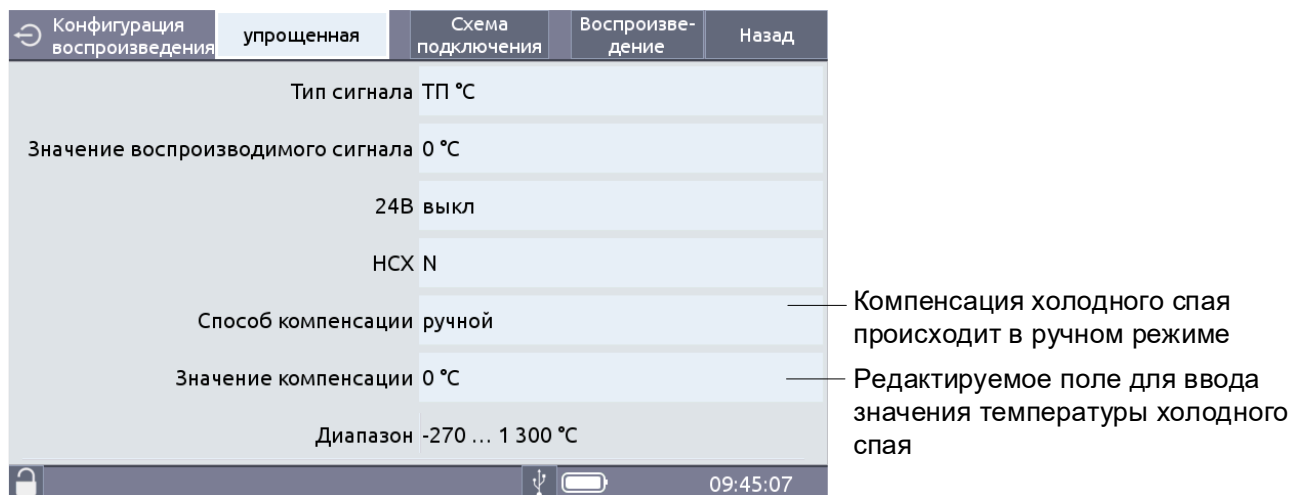 Конфигурация
воспроизведения
упрощенная
Схема
подключения
Воспроизве-
дение
Назад
Тип сигнала ТП °C
Значение воспроизводимого сигнала 0 °C
24В выкл
НСХ N
Способ компенсации ручной
Значение компенсации 0 °C
Диапазон -270 … 1 300 °C
09:45:07
Компенсация холодного спая
происходит в ручном режиме
Редактируемое поле для ввода
значения температуры холодного
спая